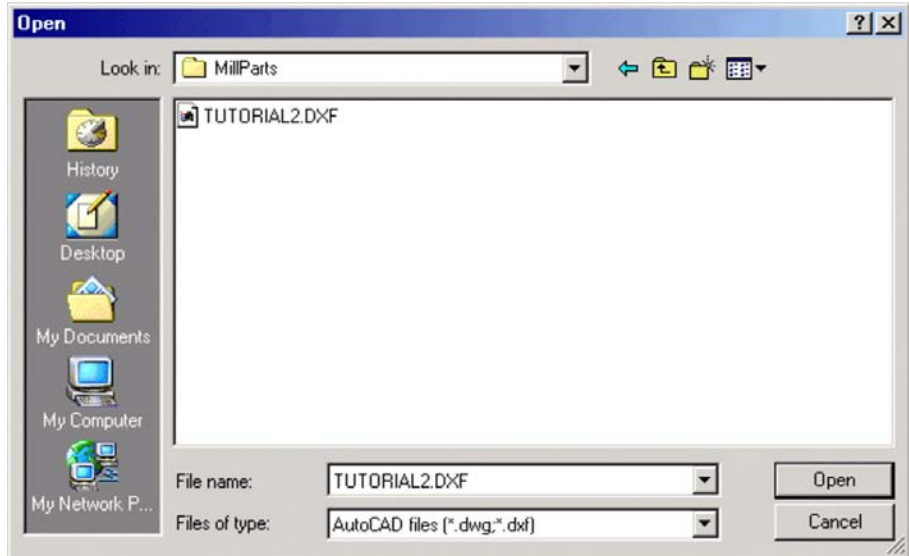 Open
Look in: MillParts
TUTORIAL2.DXF
History
Desktop
My Documents
My Computer
My Network P...
File name: TUTORIAL2.DXF Open
Files of type: AutoCAD files (*.dwg;*.dxf) Cancel